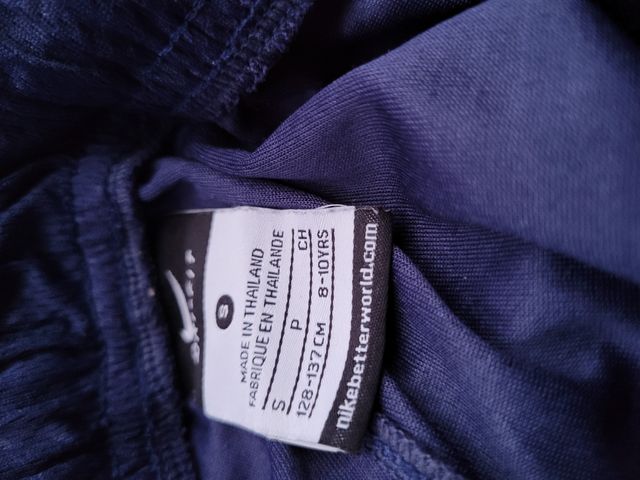 S
MADE IN THAILAND
FABRIQUE EN THAILANDE
S P CH
128-137CM 8-10YRS
nikebetterworld.com